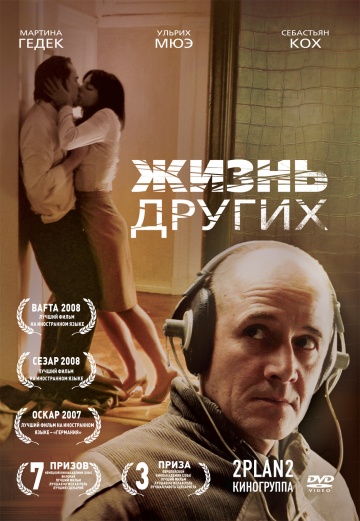 МАРТИНА
ГЕДЕК
УЛЬРИХ
МЮЭ
СЕБАСТЬЯН
КОХ
ЖИЗНЬ
ДРУГИХ
BAFTA 2008
ЛУЧШИЙ ФИЛЬМ
НА ИНОСТРАННОМ
ЯЗЫКЕ
СЕЗАР 2008
ЛУЧШИЙ ФИЛЬМ
НА ИНОСТРАННОМ
ЯЗЫКЕ
ОСКАР 2007
ЛУЧШИЙ ФИЛЬМ НА ИНОСТРАННОМ
ЯЗЫКЕ
«ГЕРМАНИЯ»
7 ПРИЗОВ
3 ПРИЗА
2PLAN2
КИНОГРУППА
DVD
VIDEO